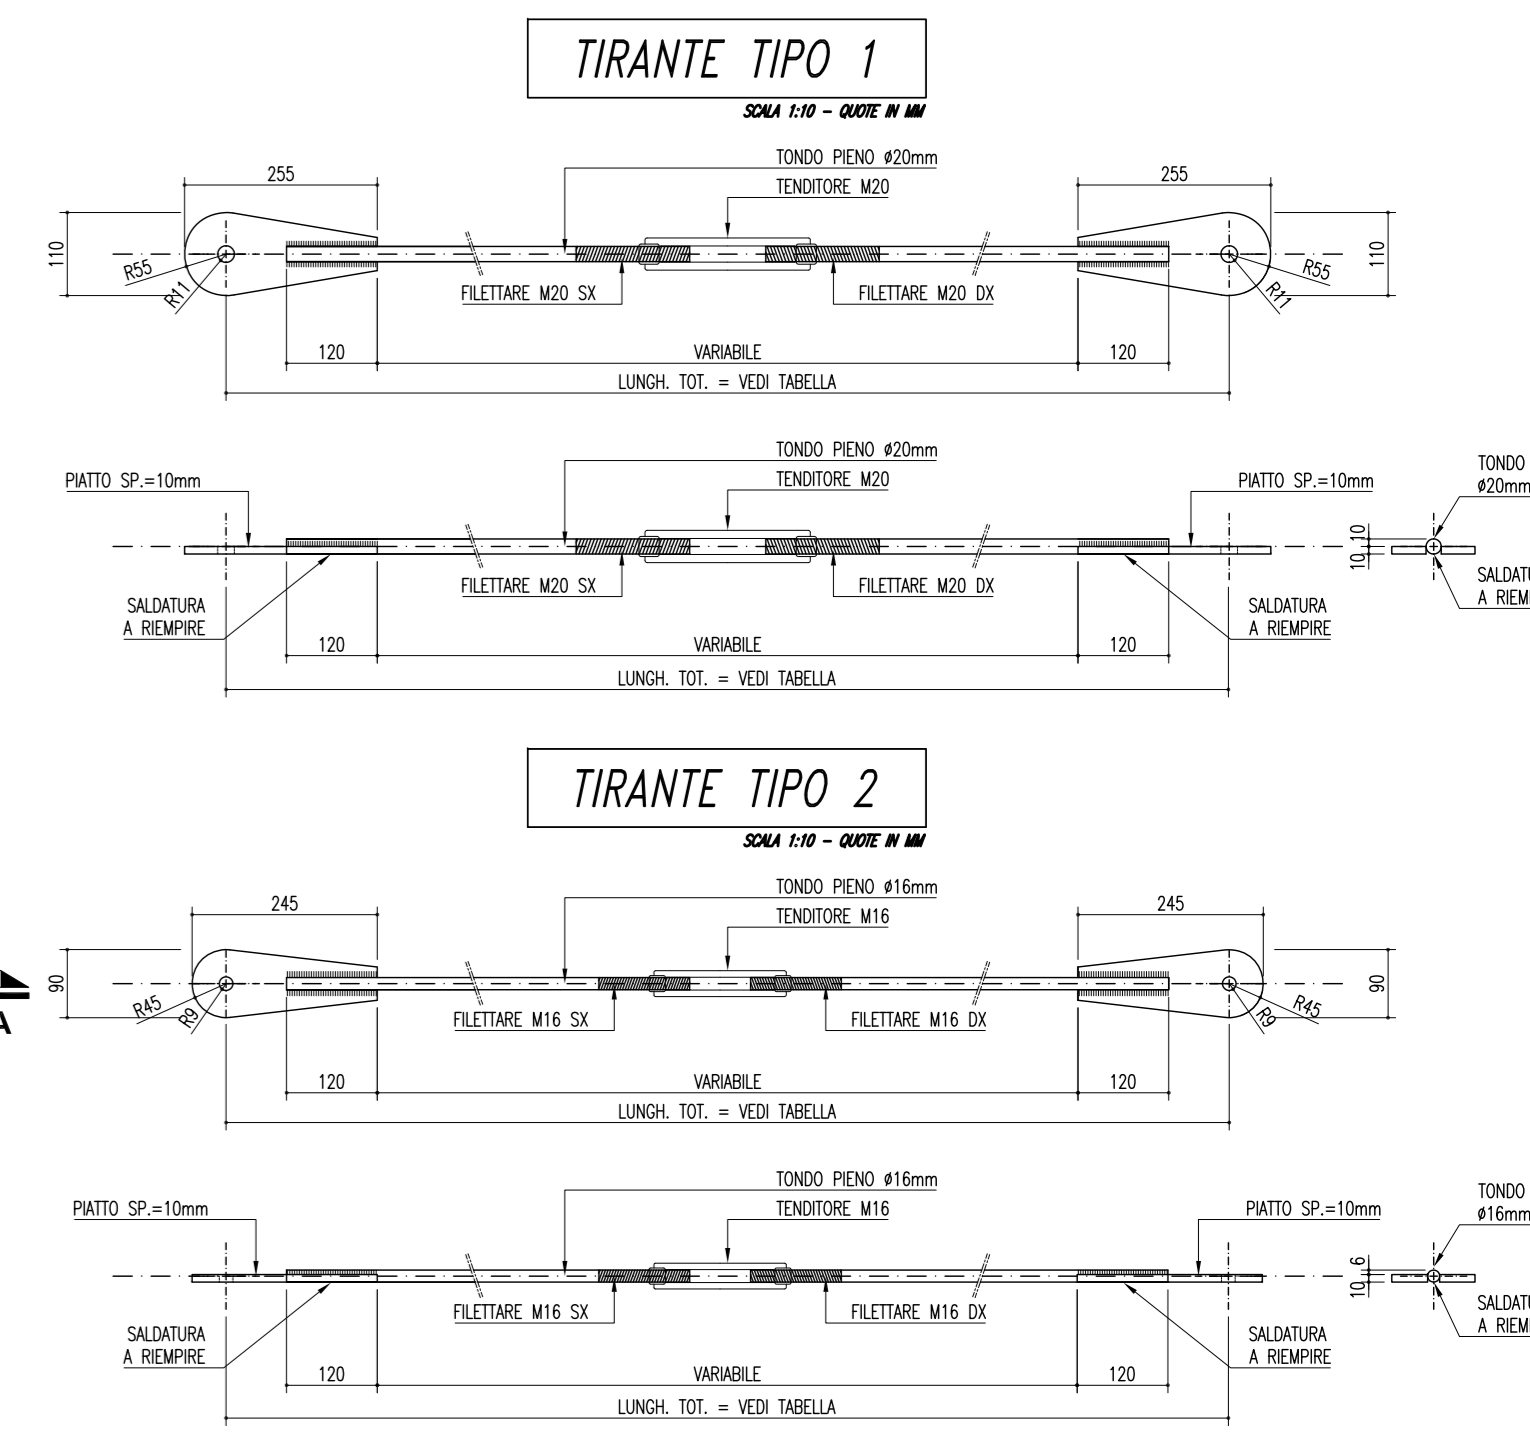 TIRANTE TIPO 1
SCALA 1:10 - QUOTE IN MM
TONDO PIENO ø20mm
TENDITORE M20
255
255
110
110
R55
R11
R55
R11
FILETTARE M20 SX
FILETTARE M20 DX
120
VARIABILE
120
LUNGH. TOT. = VEDI TABELLA
TONDO PIENO ø20mm
TENDITORE M20
PIATTO SP.=10mm
PIATTO SP.=10mm
TONDO
ø20mm
10
10
FILETTARE M20 SX
FILETTARE M20 DX
SALDATURA
A RIEMPIRE
SALDATURA
A RIEMPIRE
SALDATU
A RIEM
120
VARIABILE
120
LUNGH. TOT. = VEDI TABELLA
TIRANTE TIPO 2
SCALA 1:10 - QUOTE IN MM
TONDO PIENO ø16mm
TENDITORE M16
245
245
90
90
R45
R9
R45
R9
A
FILETTARE M16 SX
FILETTARE M16 DX
120
VARIABILE
120
LUNGH. TOT. = VEDI TABELLA
TONDO PIENO ø16mm
TENDITORE M16
PIATTO SP.=10mm
PIATTO SP.=10mm
TONDO
ø16mm
6
10
FILETTARE M16 SX
FILETTARE M16 DX
SALDATURA
A RIEMPIRE
SALDATURA
A RIEMPIRE
SALDATU
A RIEM
120
VARIABILE
120
LUNGH. TOT. = VEDI TABELLA